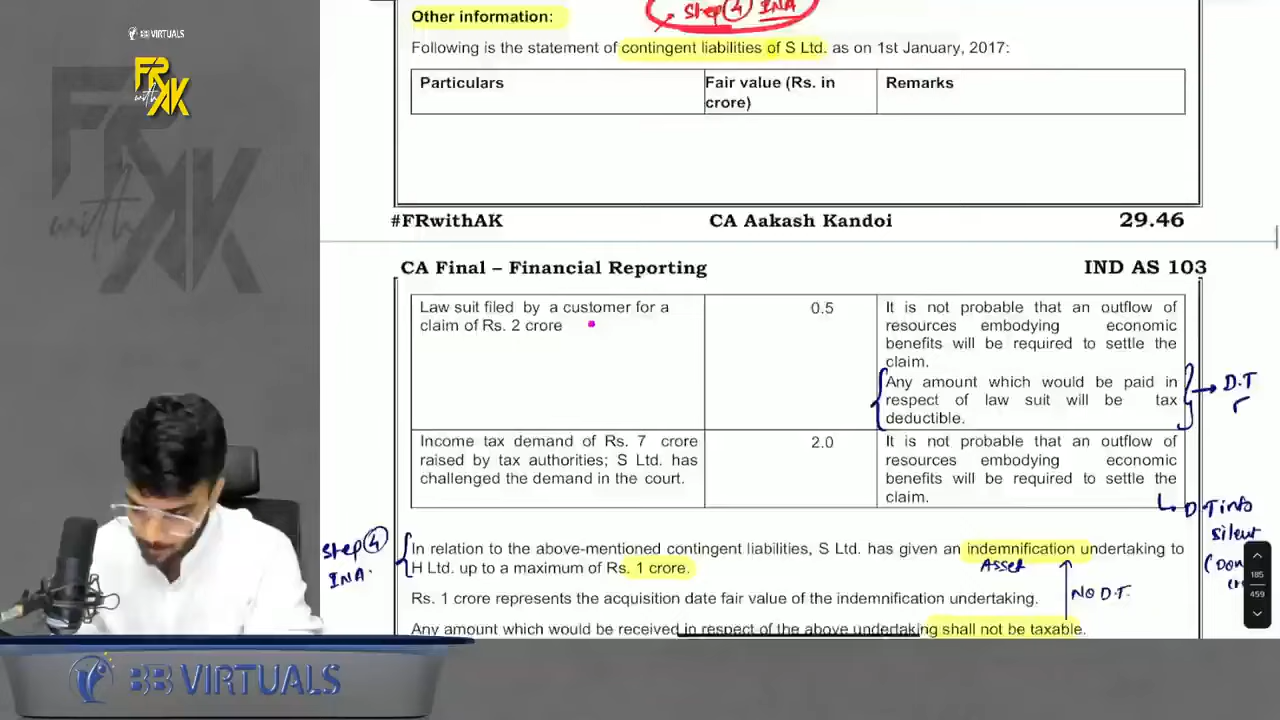 Other information:
Step 4 INA
BB VIRTUALS
FR
with
AK
Following is the statement of contingent liabilities of S Ltd. as on 1st January, 2017:
Particulars
Fair value (Rs. in crore)
Remarks
#FRwithAK
CA Aakash Kandoi
29.46
CA Final – Financial Reporting
IND AS 103
Law suit filed by a customer for a
claim of Rs. 2 crore
0.5
It is not probable that an outflow of
resources embodying economic
benefits will be required to settle the
claim.
Any amount which would be paid in
respect of law suit will be tax
deductible.
D.T
Income tax demand of Rs. 7 crore
raised by tax authorities; S Ltd. has
challenged the demand in the court.
2.0
It is not probable that an outflow of
resources embodying economic
benefits will be required to settle the
claim.
D.T info
silent
Step 4
INA.
In relation to the above-mentioned contingent liabilities, S Ltd. has given an indemnification undertaking to
H Ltd. up to a maximum of Rs. 1 crore.
Asset
185
459
Rs. 1 crore represents the acquisition date fair value of the indemnification undertaking.
NO D.T.
Any amount which would be received in respect of the above undertaking shall not be taxable.
BB VIRTUALS